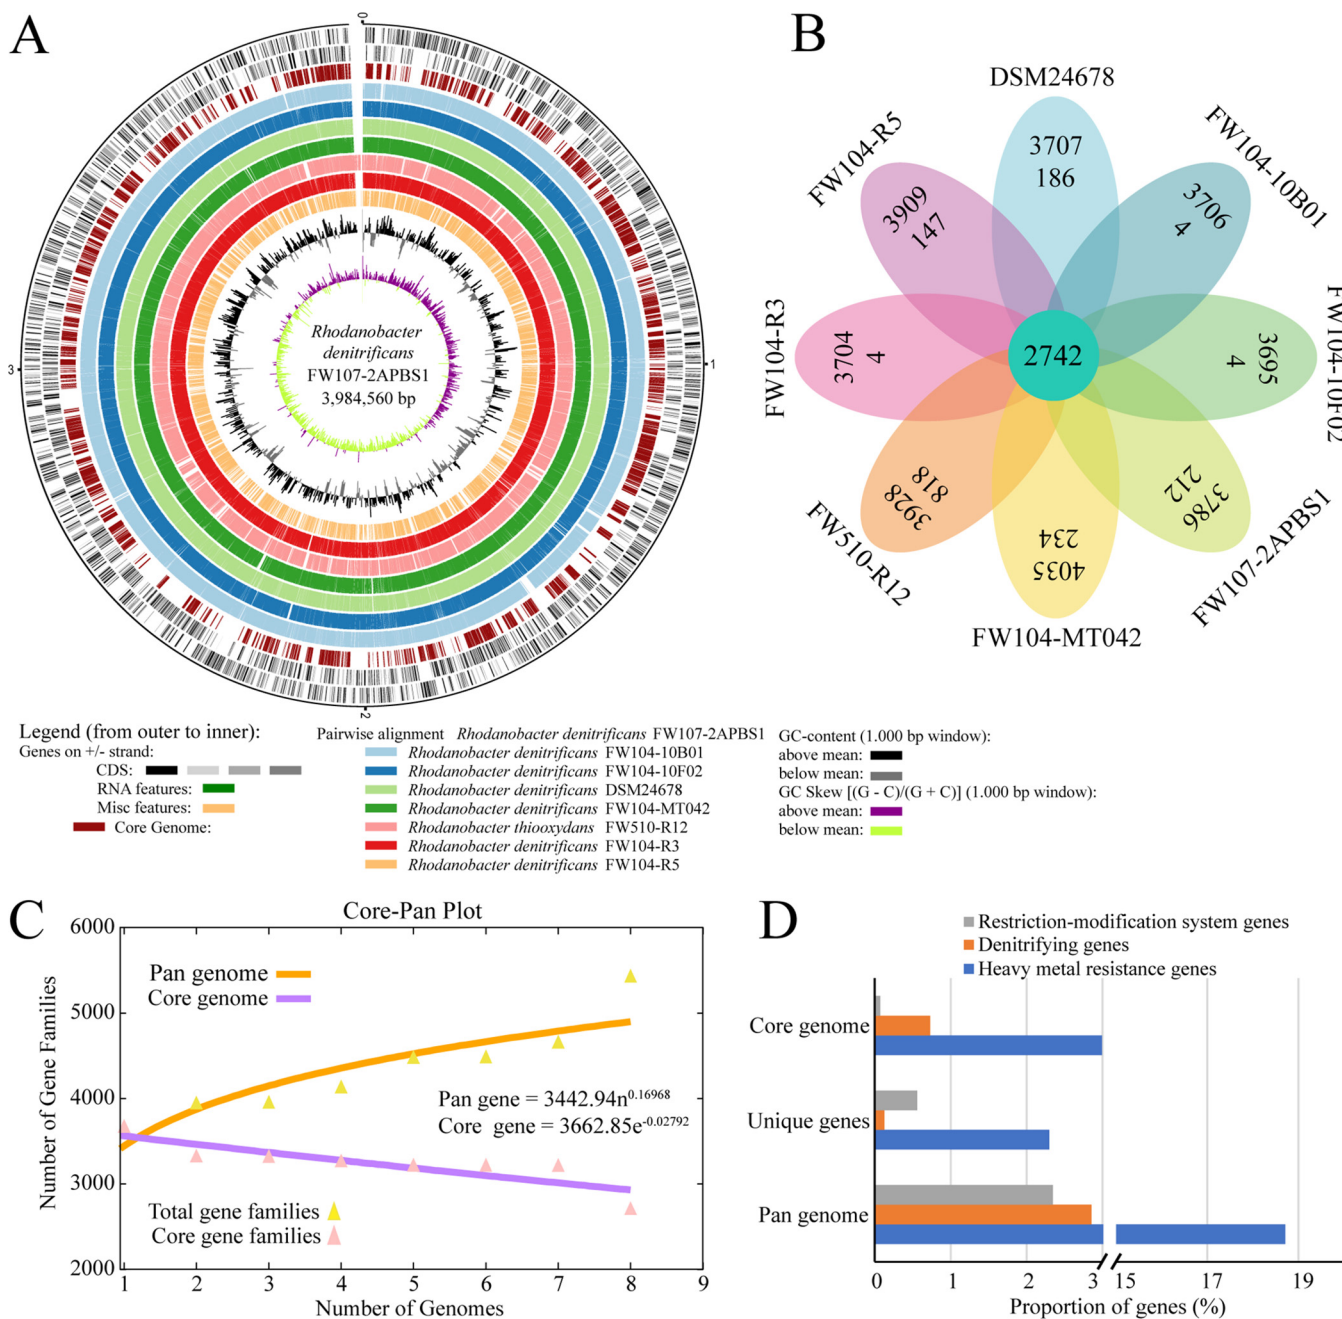 A
0
1
2
3
Rhodanobacter
denitrificans
FW107-2APBS1
3,984,560 bp
Legend (from outer to inner):
Genes on +/- strand:
CDS:
RNA features:
Misc features:
Core Genome:
Pairwise alignment Rhodanobacter denitrificans FW107-2APBS1
Rhodanobacter denitrificans FW104-10B01
Rhodanobacter denitrificans FW104-10F02
Rhodanobacter denitrificans DSM24678
Rhodanobacter denitrificans FW104-MT042
Rhodanobacter thiooxydans FW510-R12
Rhodanobacter denitrificans FW104-R3
Rhodanobacter denitrificans FW104-R5
GC-content (1.000 bp window):
above mean:
below mean:
GC Skew [(G - C)/(G + C)] (1.000 bp window):
above mean:
below mean:
B
DSM24678
3707
186
FW104-10B01
3706
4
FW104-10F02
3695
4
FW107-2APBS1
3786
212
FW104-MT042
4035
234
FW510-R12
3928
818
FW104-R3
3704
4
FW104-R5
3909
147
2742
C
Core-Pan Plot
Number of Gene Families
6000
5000
4000
3000
2000
Pan genome
Core genome
Pan gene = 3442.94n^0.16968
Core gene = 3662.85e^-0.02792
Total gene families
Core gene families
1 2 3 4 5 6 7 8 9
Number of Genomes
D
Restriction-modification system genes
Denitrifying genes
Heavy metal resistance genes
Core genome
Unique genes
Pan genome
0 1 2 3 15 17 19
Proportion of genes (%)